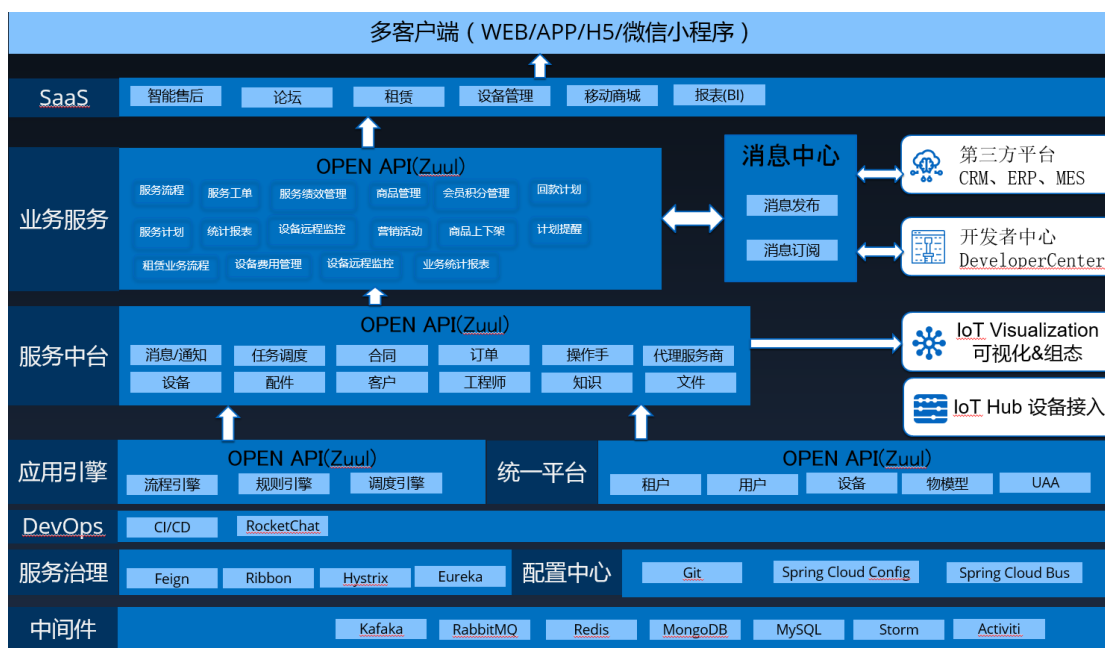 多客户端（WEB/APP/H5/微信小程序）
SaaS
智能售后 论坛 租赁 设备管理 移动商城 报表(BI)
业务服务
OPEN API(Zuul)
服务流程 服务工单 服务绩效管理 商品管理 会员积分管理 回款计划
服务计划 统计报表 设备远程监控 营销活动 商品上下架 计划提醒
租赁业务流程 设备费用管理 设备远程监控 业务统计报表
消息中心
消息发布
消息订阅
第三方平台
CRM、ERP、MES
开发者中心
DeveloperCenter
服务中台
OPEN API(Zuul)
消息/通知 任务调度 合同 订单 操作手 代理服务商
设备 配件 客户 工程师 知识 文件
IoT Visualization
可视化&组态
IoT Hub 设备接入
应用引擎
OPEN API(Zuul)
流程引擎 规则引擎 调度引擎
统一平台
OPEN API(Zuul)
租户 用户 设备 物模型 UAA
DevOps
CI/CD RocketChat
服务治理
Feign Ribbon Hystrix Eureka
配置中心
Git Spring Cloud Config Spring Cloud Bus
中间件
Kafaka RabbitMQ Redis MongoDB MySQL Storm Activiti